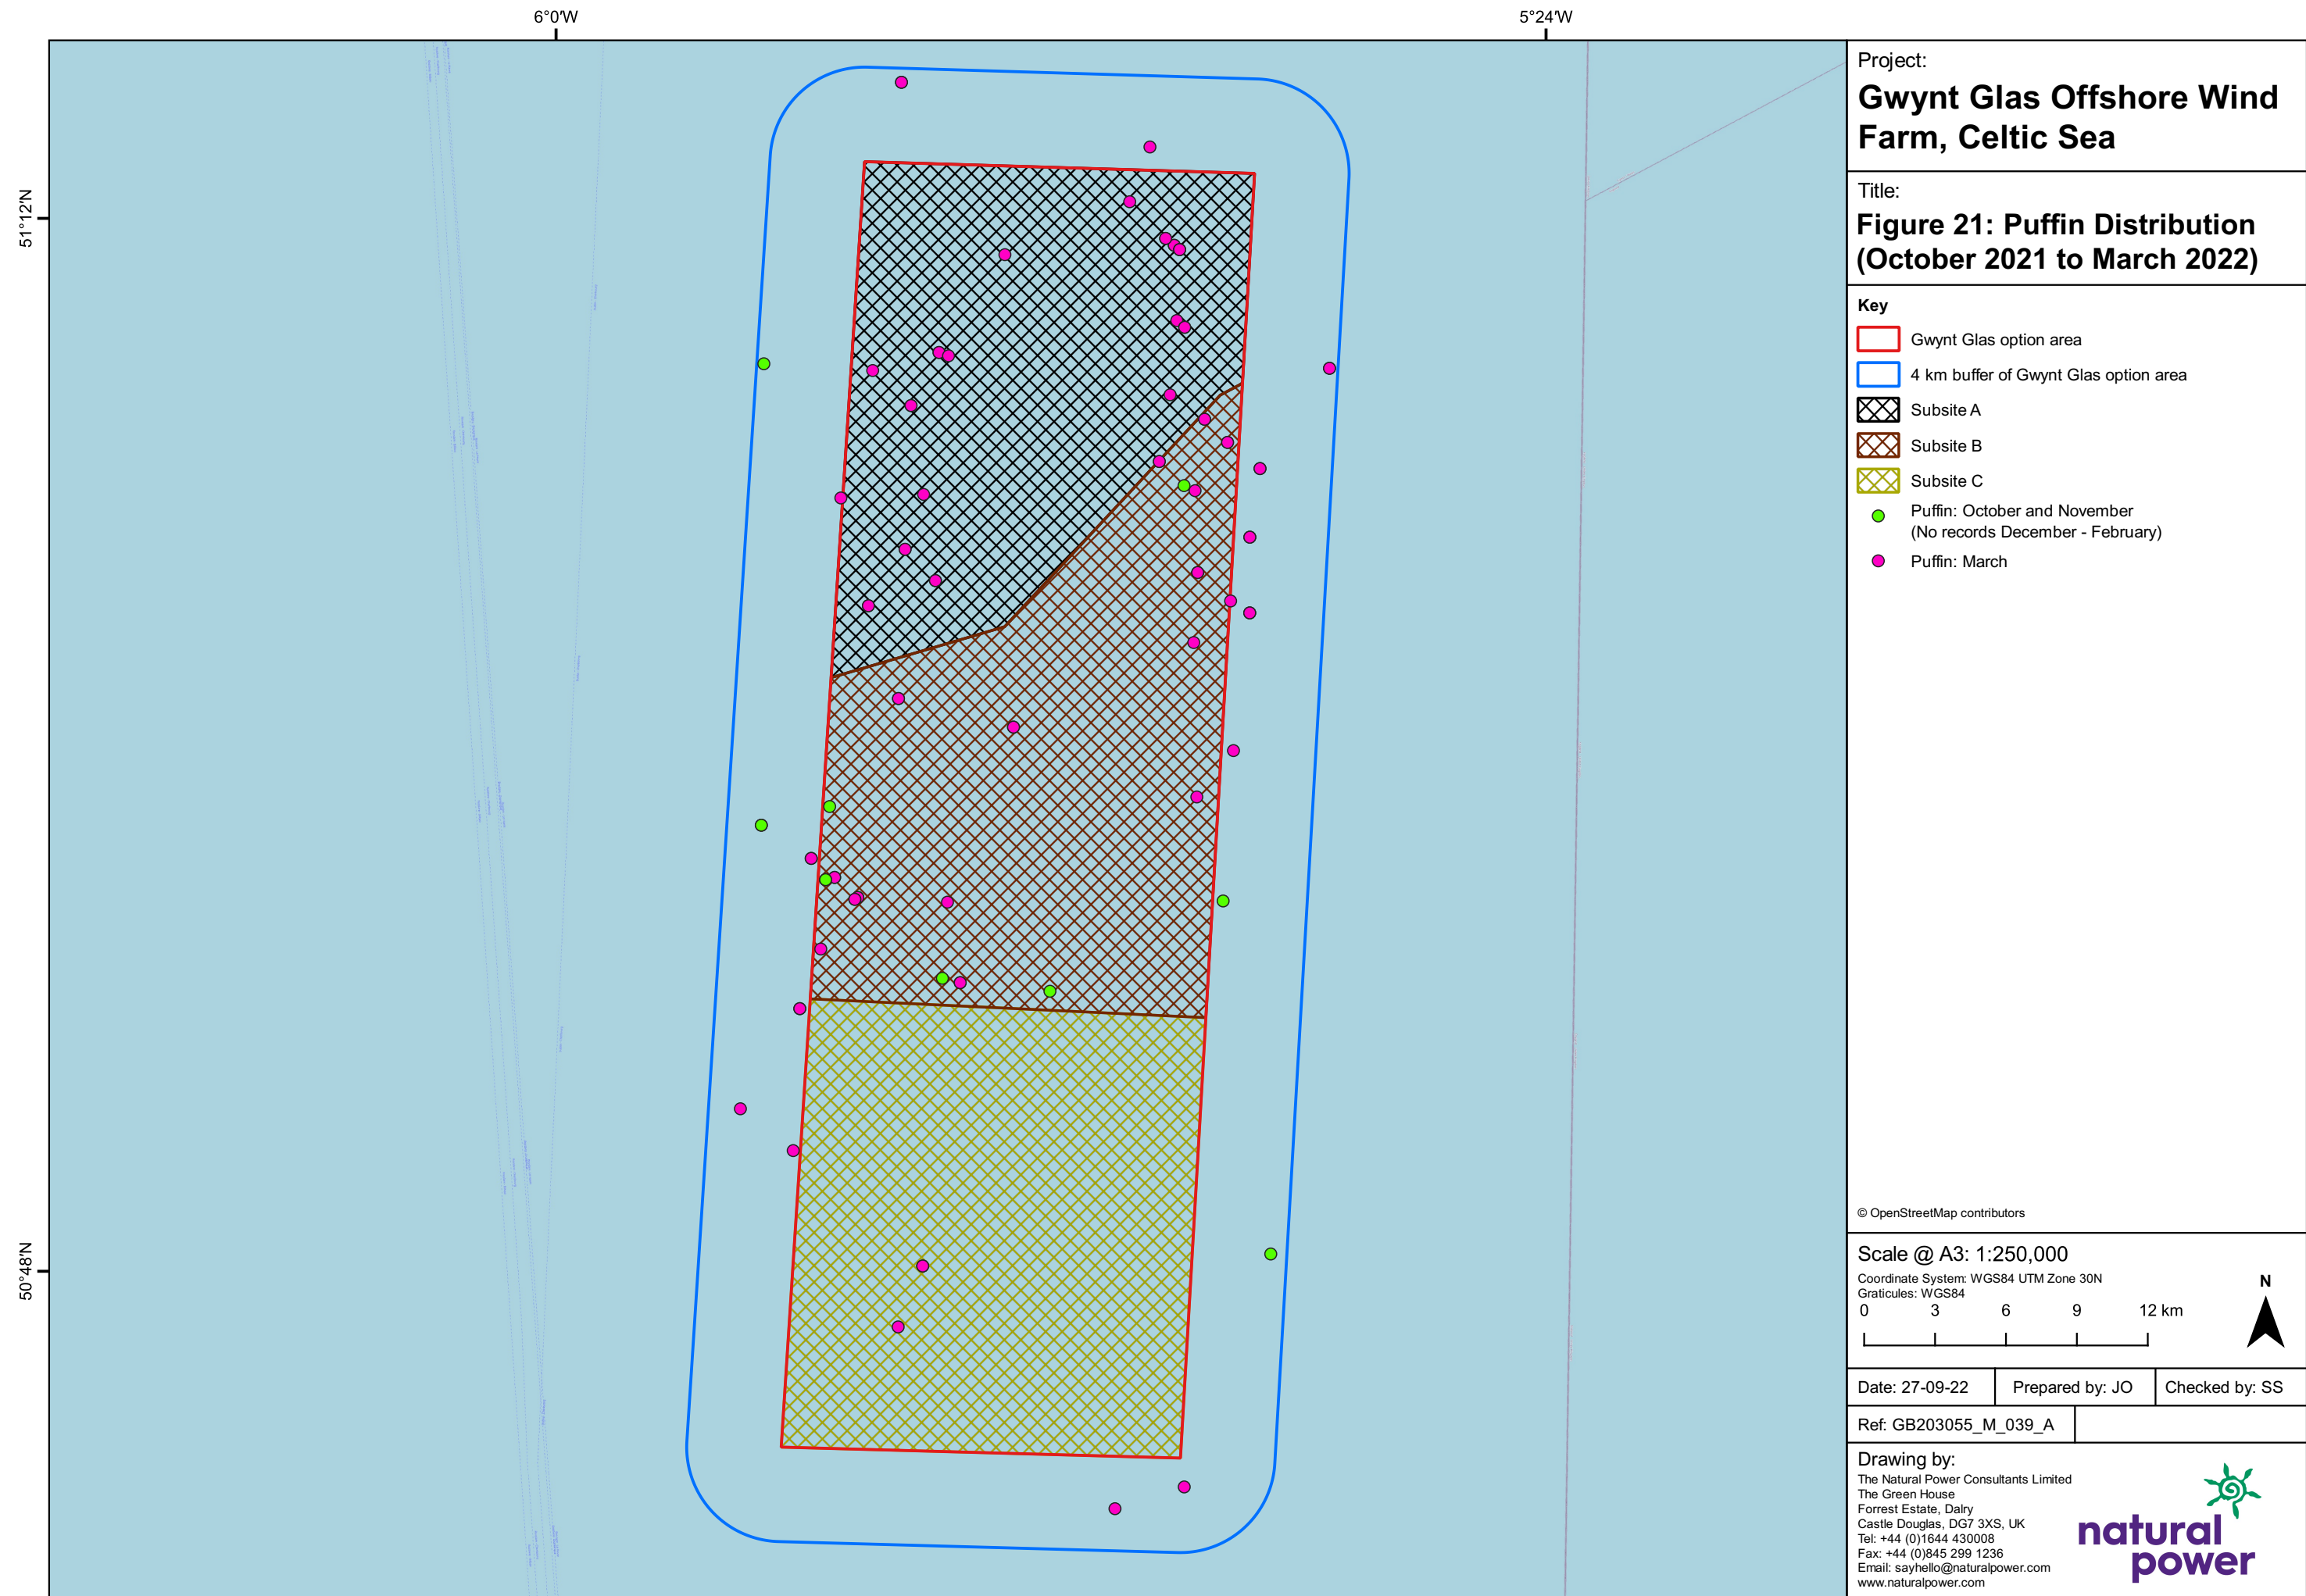 6°0'W
5°24'W
51°12'N
50°48'N
Project:
Gwynt Glas Offshore Wind
Farm, Celtic Sea
Title:
Figure 21: Puffin Distribution
(October 2021 to March 2022)
Key
Gwynt Glas option area
4 km buffer of Gwynt Glas option area
Subsite A
Subsite B
Subsite C
Puffin: October and November
(No records December - February)
Puffin: March
© OpenStreetMap contributors
Scale @ A3: 1:250,000
Coordinate System: WGS84 UTM Zone 30N
Graticules: WGS84
N
0 3 6 9 12 km
Date: 27-09-22
Prepared by: JO
Checked by: SS
Ref: GB203055_M_039_A
Drawing by:
The Natural Power Consultants Limited
The Green House
Forrest Estate, Dalry
Castle Douglas, DG7 3XS, UK
Tel: +44 (0)1644 430008
Fax: +44 (0)845 299 1236
Email: sayhello@naturalpower.com
www.naturalpower.com
natural
power